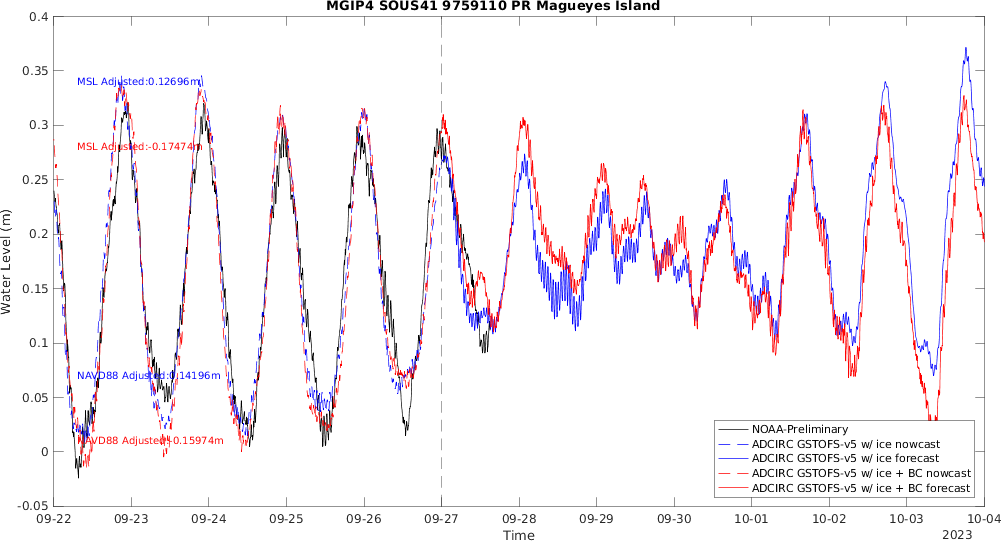 MGIP4 SOUS41 9759110 PR Magueyes Island
0.4
0.35
0.3
0.25
0.2
0.15
0.1
0.05
0
-0.05
Water Level (m)
MSL Adjusted:0.12696m
MSL Adjusted:-0.17474m
NAVD88 Adjusted:0.14196m
NAVD88 Adjusted:-0.15974m
NOAA-Preliminary
ADCIRC GSTOFS-v5 w/ ice nowcast
ADCIRC GSTOFS-v5 w/ ice forecast
ADCIRC GSTOFS-v5 w/ ice + BC nowcast
ADCIRC GSTOFS-v5 w/ ice + BC forecast
09-22 09-23 09-24 09-25 09-26 09-27 09-28 09-29 09-30 10-01 10-02 10-03 10-04
Time
2023